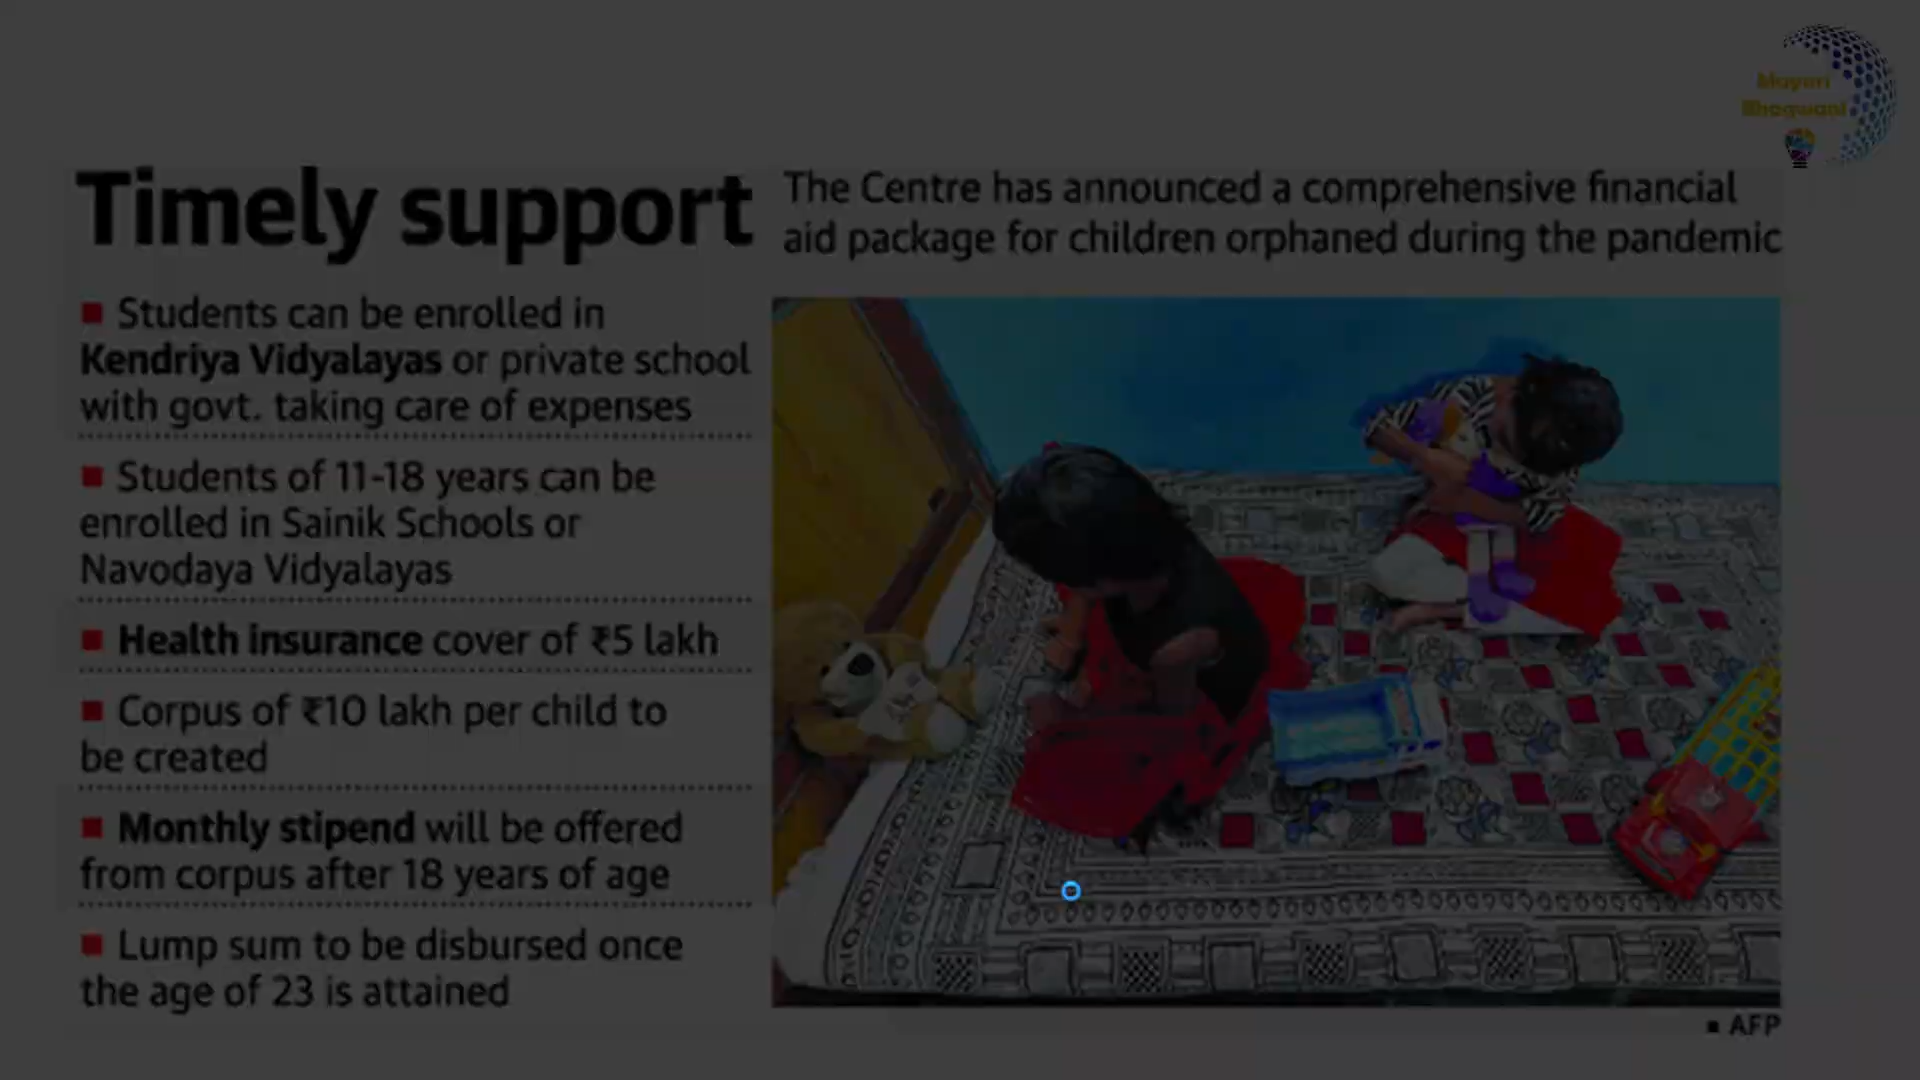 Mayuri
Bhagwani
Timely support
The Centre has announced a comprehensive financial
aid package for children orphaned during the pandemic
■ Students can be enrolled in
Kendriya Vidyalayas or private school
with govt. taking care of expenses
■ Students of 11-18 years can be
enrolled in Sainik Schools or
Navodaya Vidyalayas
■ Health insurance cover of ₹5 lakh
■ Corpus of ₹10 lakh per child to
be created
■ Monthly stipend will be offered
from corpus after 18 years of age
■ Lump sum to be disbursed once
the age of 23 is attained
■ AFP